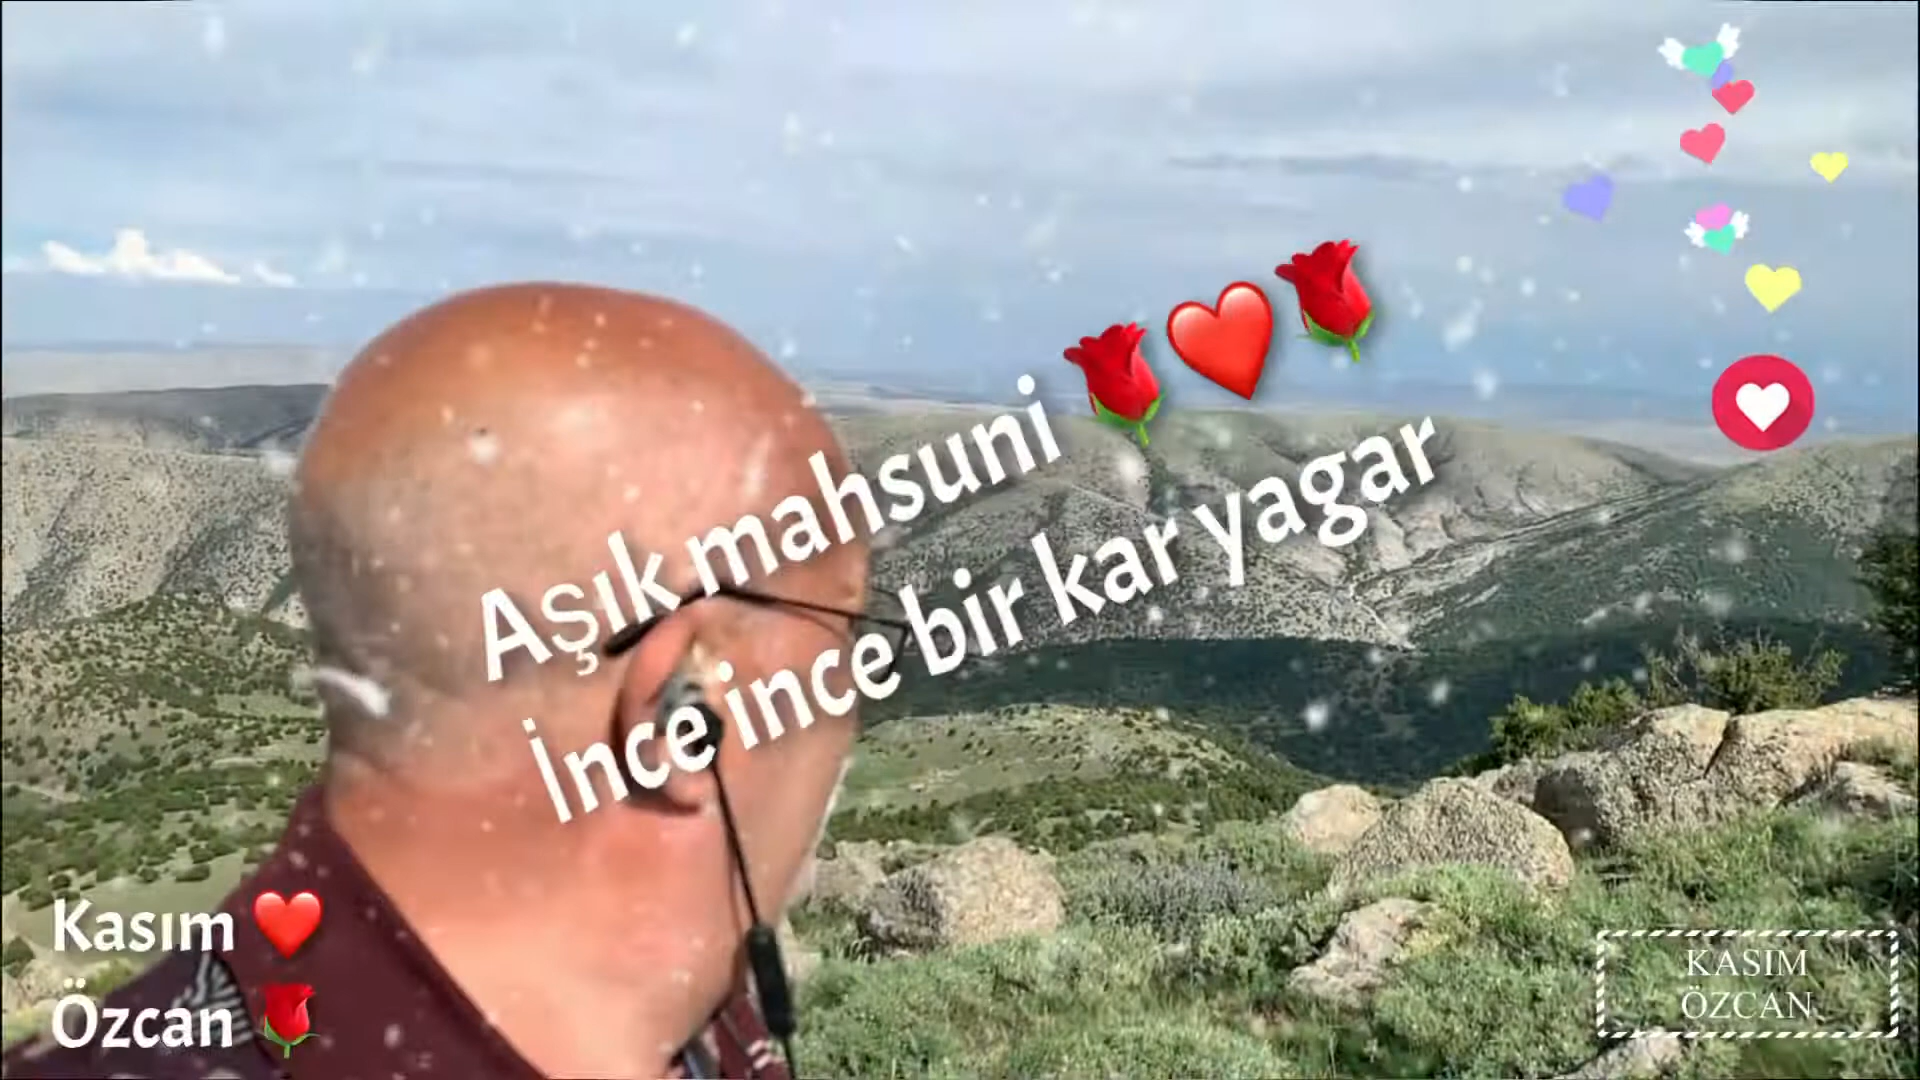 Aşık mahsuni 🌹❤️🌹
İnce ince bir kar yagar
Kasım ❤️
Özcan 🌹
KASIM
ÖZCAN